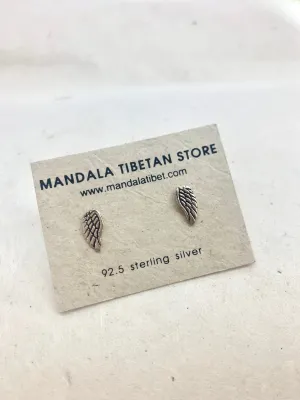 MANDALA TIBETAN STORE
www.mandalatibet.com
92.5 sterling silver